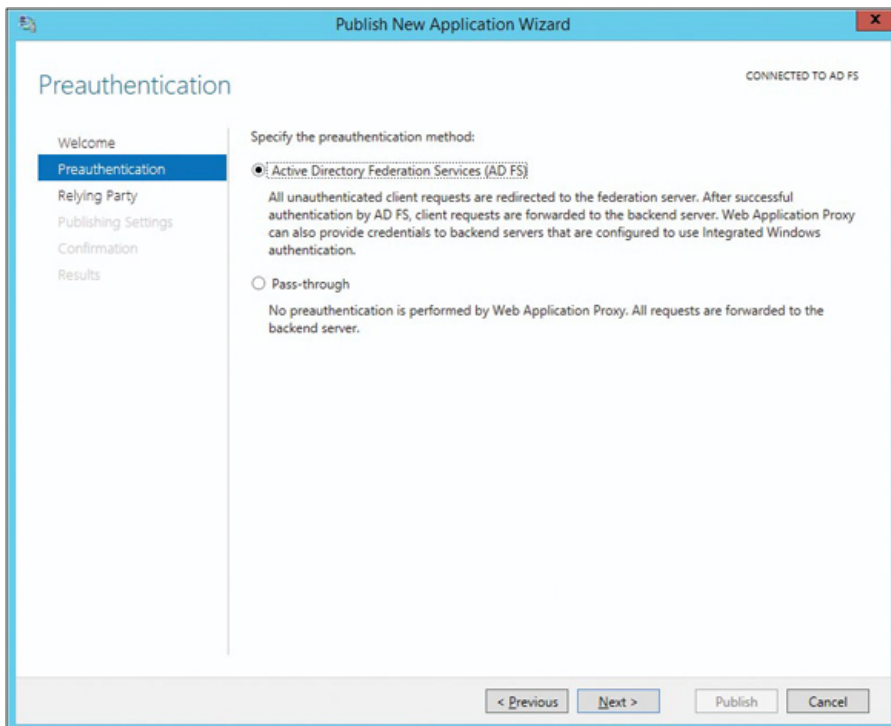 Publish New Application Wizard
x
Preauthentication
CONNECTED TO AD FS
Welcome
Preauthentication
Relying Party
Publishing Settings
Confirmation
Results
Specify the preauthentication method:
Active Directory Federation Services (AD FS)
All unauthenticated client requests are redirected to the federation server. After successful
authentication by AD FS, client requests are forwarded to the backend server. Web Application Proxy
can also provide credentials to backend servers that are configured to use Integrated Windows
authentication.
Pass-through
No preauthentication is performed by Web Application Proxy. All requests are forwarded to the
backend server.
< Previous
Next >
Publish
Cancel